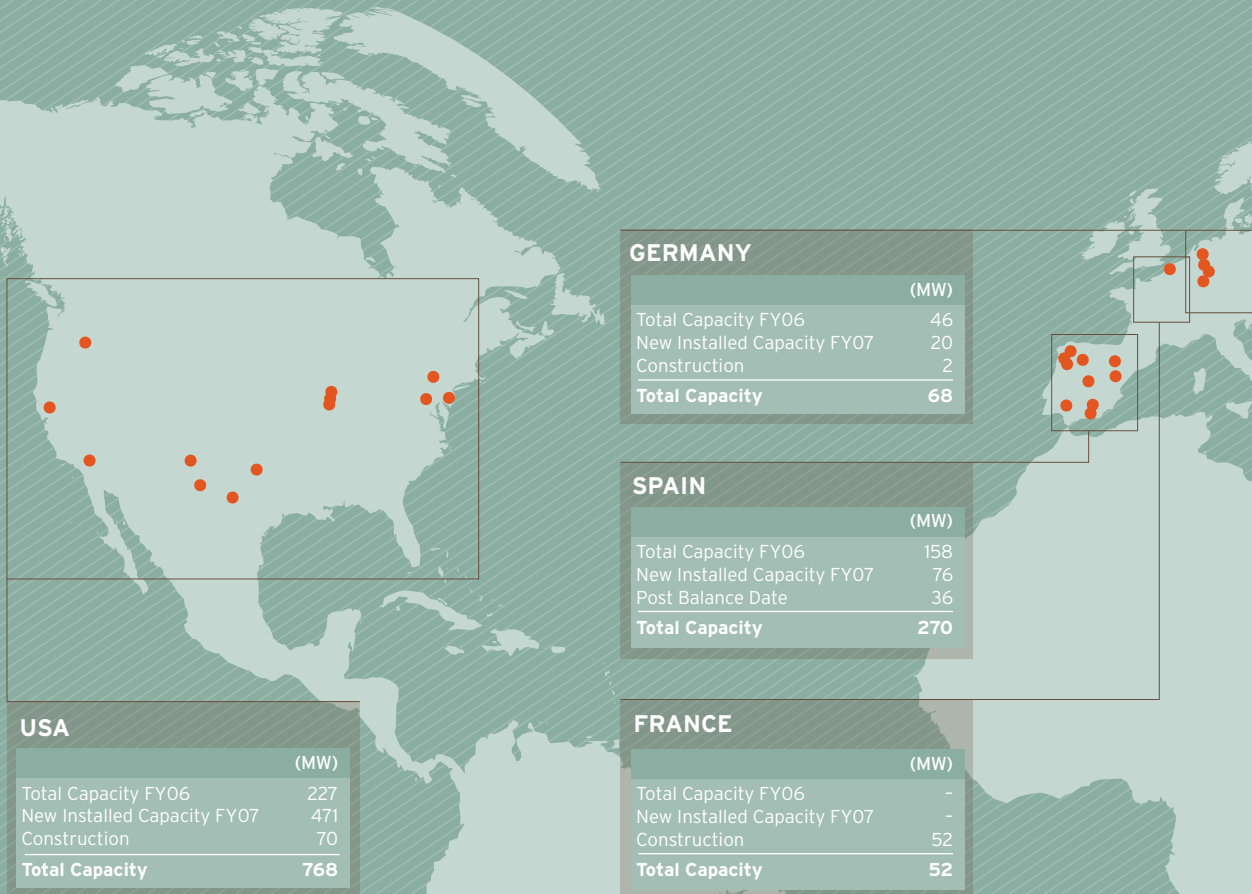 GERMANY
(MW)
Total Capacity FY06 46
New Installed Capacity FY07 20
Construction 2
Total Capacity 68
SPAIN
(MW)
Total Capacity FY06 158
New Installed Capacity FY07 76
Post Balance Date 36
Total Capacity 270
USA
(MW)
Total Capacity FY06 227
New Installed Capacity FY07 471
Construction 70
Total Capacity 768
FRANCE
(MW)
Total Capacity FY06 -
New Installed Capacity FY07 -
Construction 52
Total Capacity 52